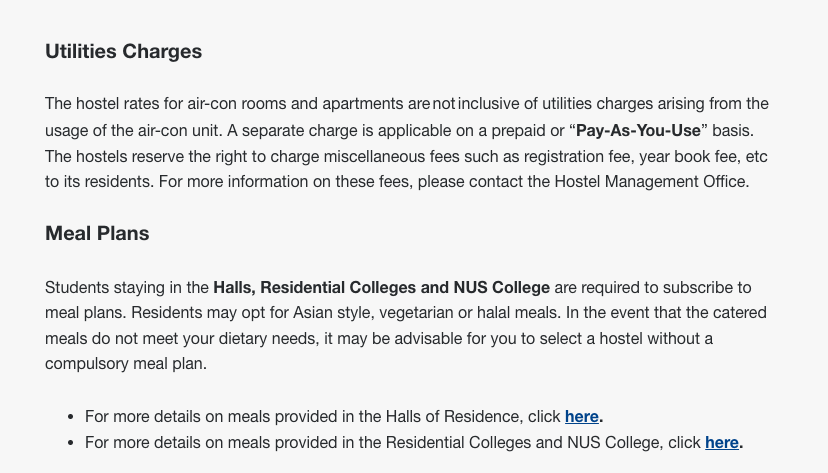 Utilities Charges
The hostel rates for air-con rooms and apartments are not inclusive of utilities charges arising from the
usage of the air-con unit. A separate charge is applicable on a prepaid or “Pay-As-You-Use” basis.
The hostels reserve the right to charge miscellaneous fees such as registration fee, year book fee, etc
to its residents. For more information on these fees, please contact the Hostel Management Office.
Meal Plans
Students staying in the Halls, Residential Colleges and NUS College are required to subscribe to
meal plans. Residents may opt for Asian style, vegetarian or halal meals. In the event that the catered
meals do not meet your dietary needs, it may be advisable for you to select a hostel without a
compulsory meal plan.
• For more details on meals provided in the Halls of Residence, click here.
• For more details on meals provided in the Residential Colleges and NUS College, click here.